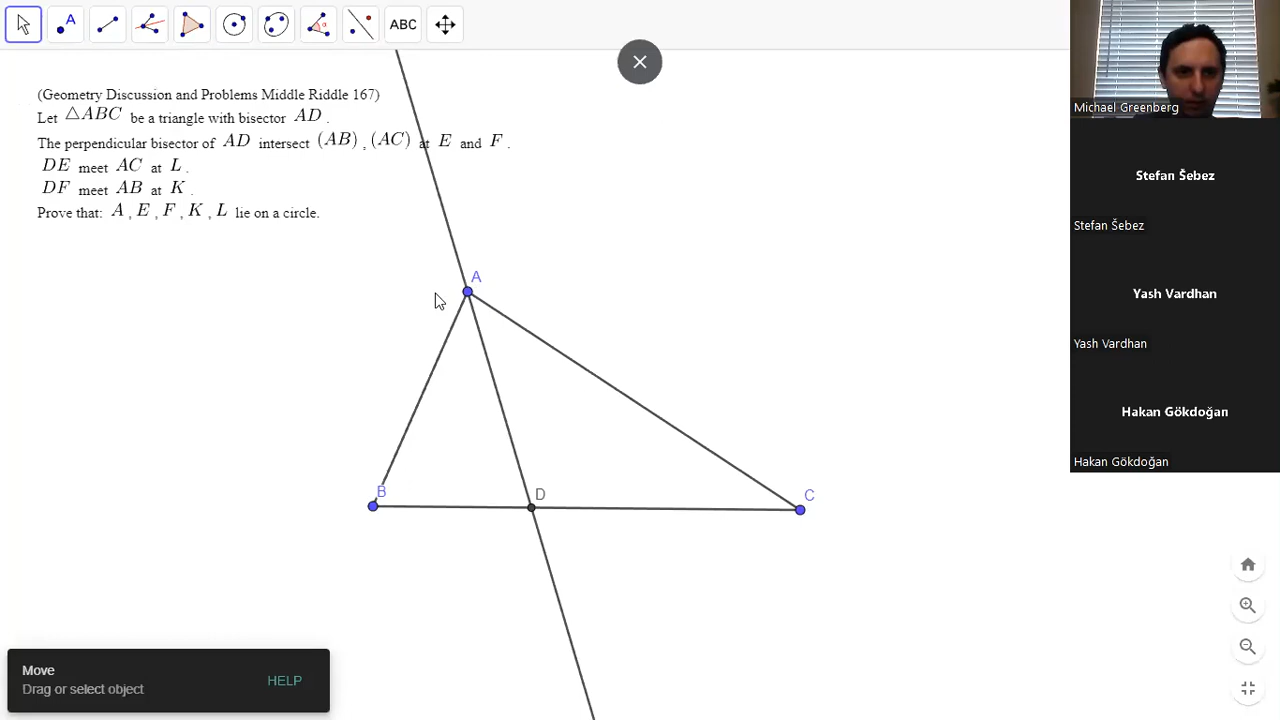 A
ABC
(Geometry Discussion and Problems Middle Riddle 167)
Let △ABC be a triangle with bisector AD .
The perpendicular bisector of AD intersect (AB) , (AC) at E and F .
DE meet AC at L .
DF meet AB at K .
Prove that: A , E , F , K , L lie on a circle.
A
B
D
C
Move
Drag or select object
HELP
Michael Greenberg
Stefan Šebez
Stefan Šebez
Yash Vardhan
Yash Vardhan
Hakan Gökdoğan
Hakan Gökdoğan